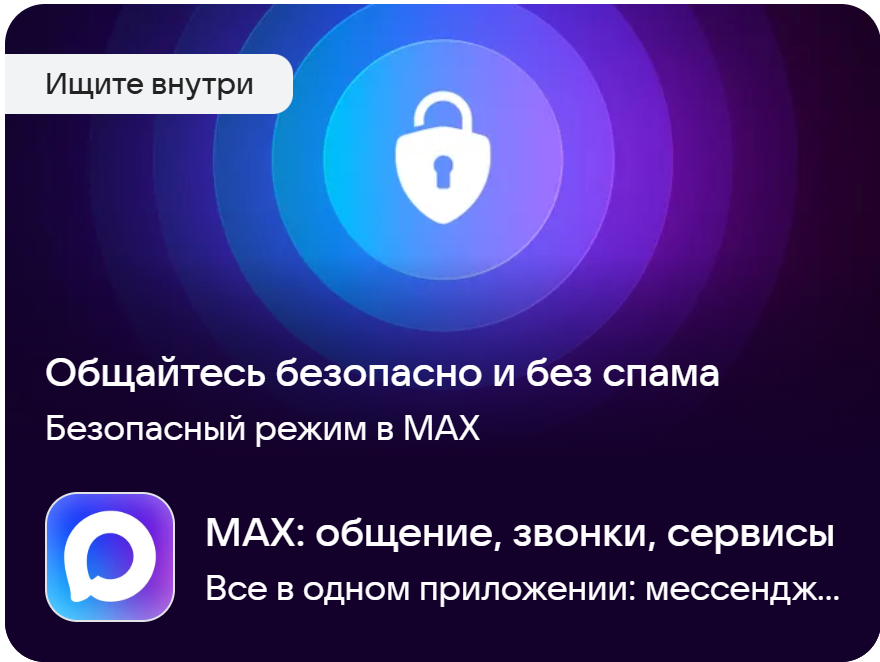 Ищите внутри
Общайтесь безопасно и без спама
Безопасный режим в MAX
MAX: общение, звонки, сервисы
Все в одном приложении: мессендж...